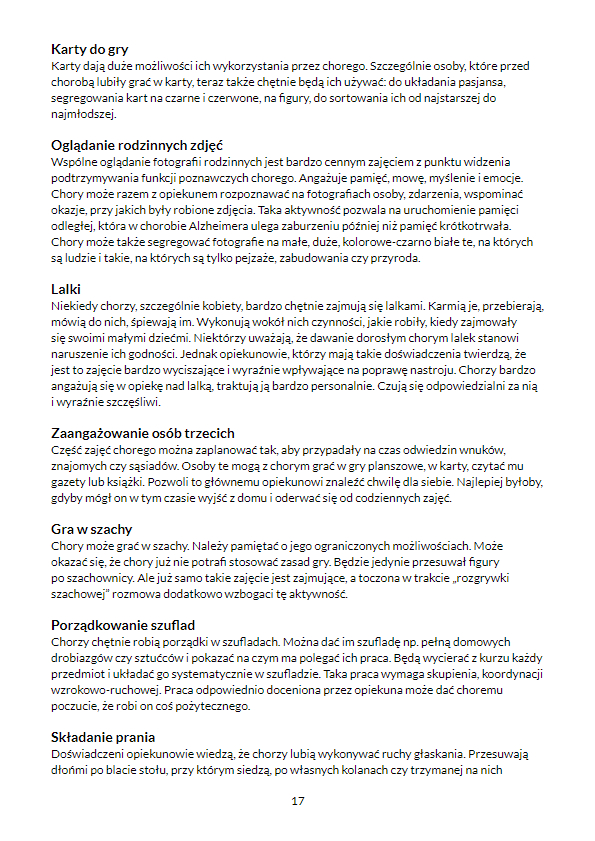 Karty do gry
Karty dają duże możliwości ich wykorzystania przez chorego. Szczególnie osoby, które przed
chorobą lubiły grać w karty, teraz także chętnie będą ich używać: do układania pasjansa,
segregowania kart na czarne i czerwone, na figury, do sortowania ich od najstarszej do
najmłodszej.
Oglądanie rodzinnych zdjęć
Wspólne oglądanie fotografii rodzinnych jest bardzo cennym zajęciem z punktu widzenia
podtrzymywania funkcji poznawczych chorego. Angażuje pamięć, mowę, myślenie i emocje.
Chory może razem z opiekunem rozpoznawać na fotografiach osoby, zdarzenia, wspominać
okazje, przy jakich były robione zdjęcia. Taka aktywność pozwala na uruchomienie pamięci
odległej, która w chorobie Alzheimera ulega zaburzeniu później niż pamięć krótkotrwała.
Chory może także segregować fotografie na małe, duże, kolorowe-czarno białe te, na których
są ludzie i takie, na których są tylko pejzaże, zabudowania czy przyroda.
Lalki
Niekiedy chorzy, szczególnie kobiety, bardzo chętnie zajmują się lalkami. Karmią je, przebierają,
mówią do nich, śpiewają im. Wykonują wokół nich czynności, jakie robiły, kiedy zajmowały
się swoimi małymi dziećmi. Niektórzy uważają, że dawanie dorosłym chorym lalek stanowi
naruszenie ich godności. Jednak opiekunowie, którzy mają takie doświadczenia twierdzą, że
jest to zajęcie bardzo wyciszające i wyraźnie wpływające na poprawę nastroju. Chorzy bardzo
angażują się w opiekę nad lalką, traktują ją bardzo personalnie. Czują się odpowiedzialni za nią
i wyraźnie szczęśliwi.
Zaangażowanie osób trzecich
Część zajęć chorego można zaplanować tak, aby przypadały na czas odwiedzin wnuków,
znajomych czy sąsiadów. Osoby te mogą z chorym grać w gry planszowe, w karty, czytać mu
gazety lub książki. Pozwoli to głównemu opiekunowi znaleźć chwilę dla siebie. Najlepiej byłoby,
gdyby mógł on w tym czasie wyjść z domu i oderwać się od codziennych zajęć.
Gra w szachy
Chory może grać w szachy. Należy pamiętać o jego ograniczonych możliwościach. Może
okazać się, że chory już nie potrafi stosować zasad gry. Będzie jedynie przesuwał figury
po szachownicy. Ale już samo takie zajęcie jest zajmujące, a toczona w trakcie „rozgrywki
szachowej” rozmowa dodatkowo wzbogaci tę aktywność.
Porządkowanie szuflad
Chorzy chętnie robią porządki w szufladach. Można dać im szufladę np. pełną domowych
drobiazgów czy sztućców i pokazać na czym ma polegać ich praca. Będą wycierać z kurzu każdy
przedmiot i układać go systematycznie w szufladzie. Taka praca wymaga skupienia, koordynacji
wzrokowo-ruchowej. Praca odpowiednio doceniona przez opiekuna może dać choremu
poczucie, że robi on coś pożytecznego.
Składanie prania
Doświadczeni opiekunowie wiedzą, że chorzy lubią wykonywać ruchy głaskania. Przesuwają
dłońmi po blacie stołu, przy którym siedzą, po własnych kolanach czy trzymanej na nich
17